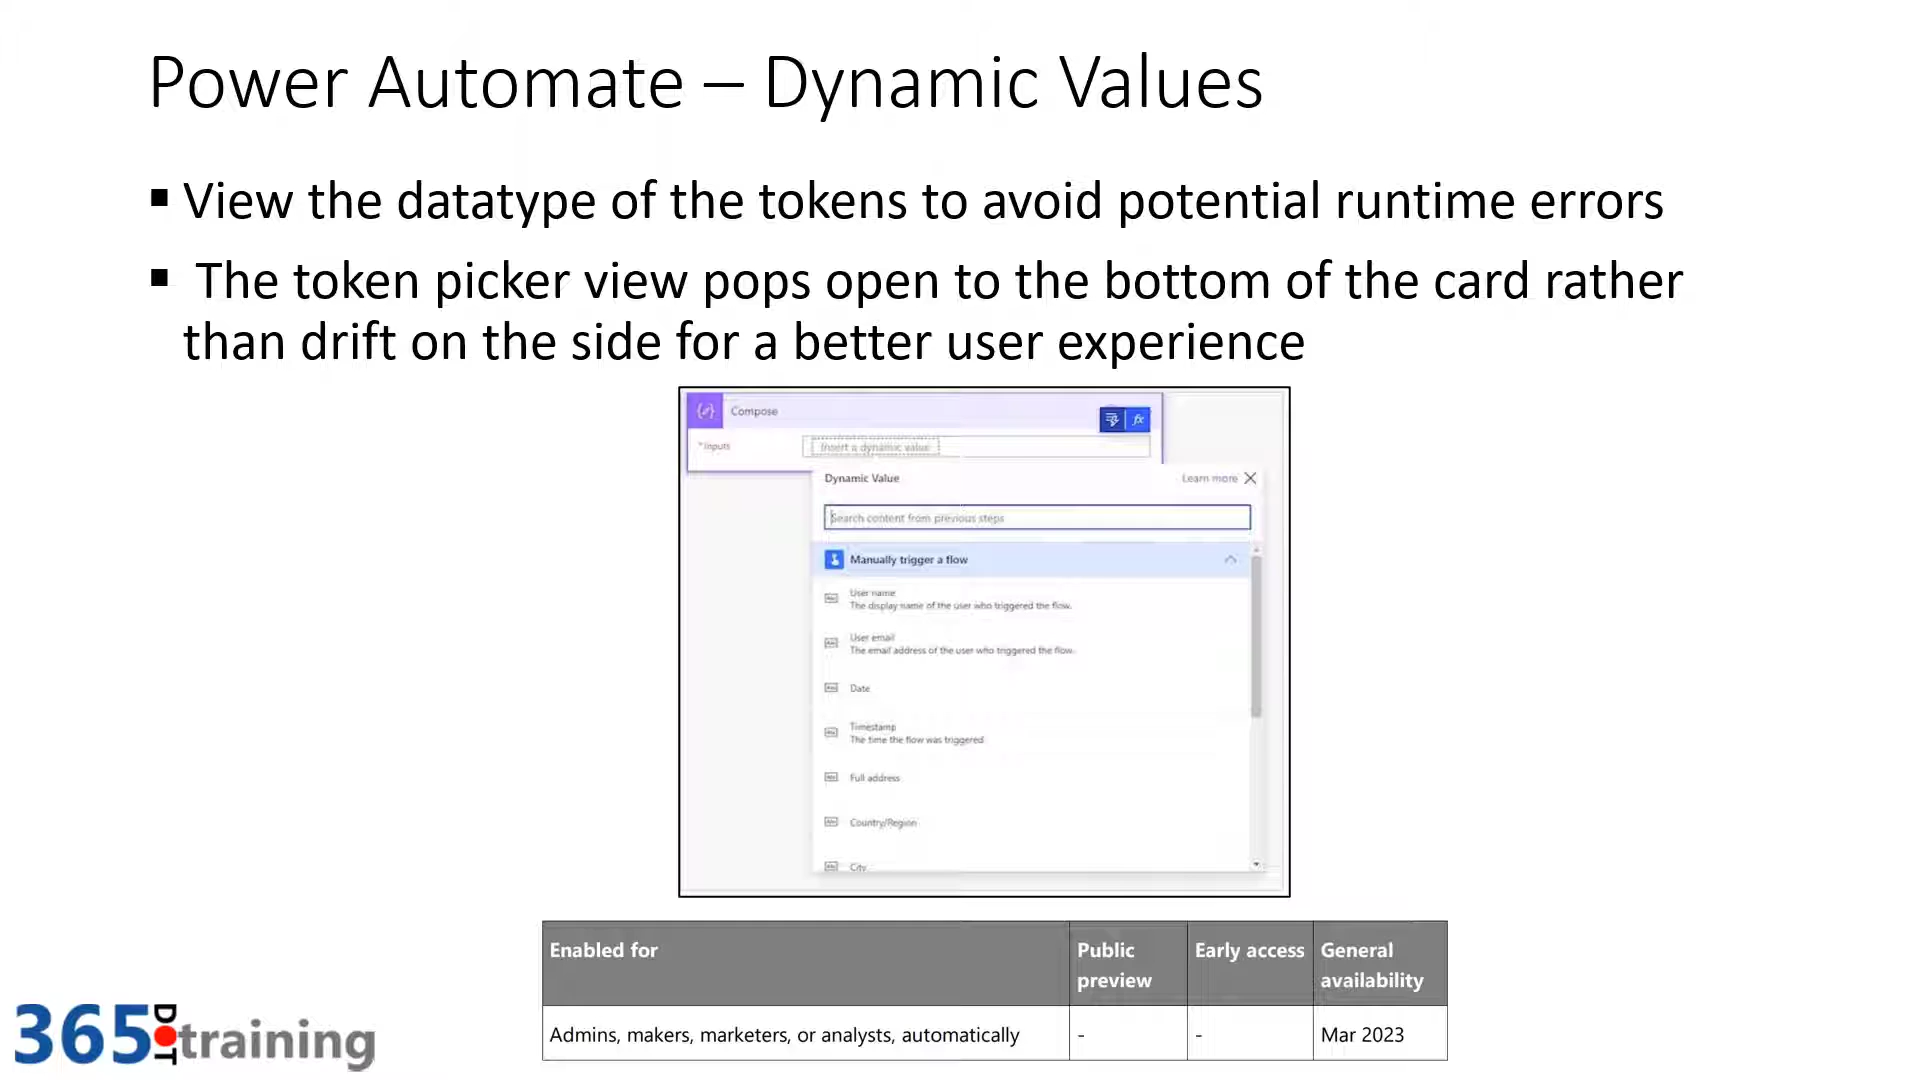 Power Automate – Dynamic Values
▪ View the datatype of the tokens to avoid potential runtime errors
▪ The token picker view pops open to the bottom of the card rather
than drift on the side for a better user experience
Compose
fx
* Inputs
Insert a dynamic value
Dynamic Value
Learn more
Search content from previous steps
Manually trigger a flow
User name
The display name of the user who triggered the flow.
User email
The email address of the user who triggered the flow.
Date
Timestamp
The time the flow was triggered
Full address
Country/Region
City
Enabled for
Public
preview
Early access
General
availability
Admins, makers, marketers, or analysts, automatically
-
-
Mar 2023
365 DOT training